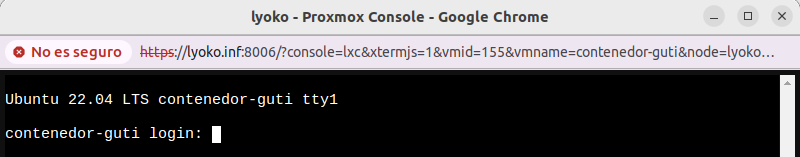 lyoko - Proxmox Console - Google Chrome
No es seguro https://lyoko.inf:8006/?console=lxc&xtermjs=1&vmid=155&vmname=contenedor-guti&node=lyoko...
Ubuntu 22.04 LTS contenedor-guti tty1
contenedor-guti login: